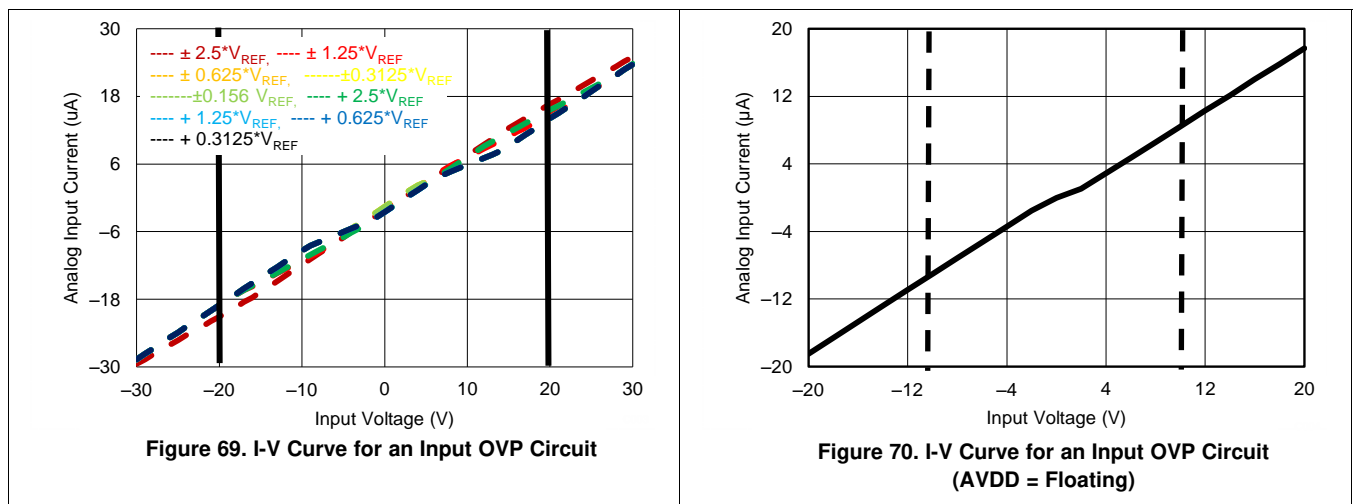 30
18
6
–6
–18
–30
Analog Input Current (uA)
---- ± 2.5*VREF, ---- ± 1.25*VREF
---- ± 0.625*VREF, ------±0.3125*VREF
-------±0.156 VREF, ---- + 2.5*VREF
---- + 1.25*VREF, ---- + 0.625*VREF
---- + 0.3125*VREF
–30 –20 –10 0 10 20 30
Input Voltage (V)
Figure 69. I-V Curve for an Input OVP Circuit
20
12
4
–4
–12
–20
Analog Input Current (µA)
–20 –12 –4 4 12 20
Input Voltage (V)
Figure 70. I-V Curve for an Input OVP Circuit
(AVDD = Floating)